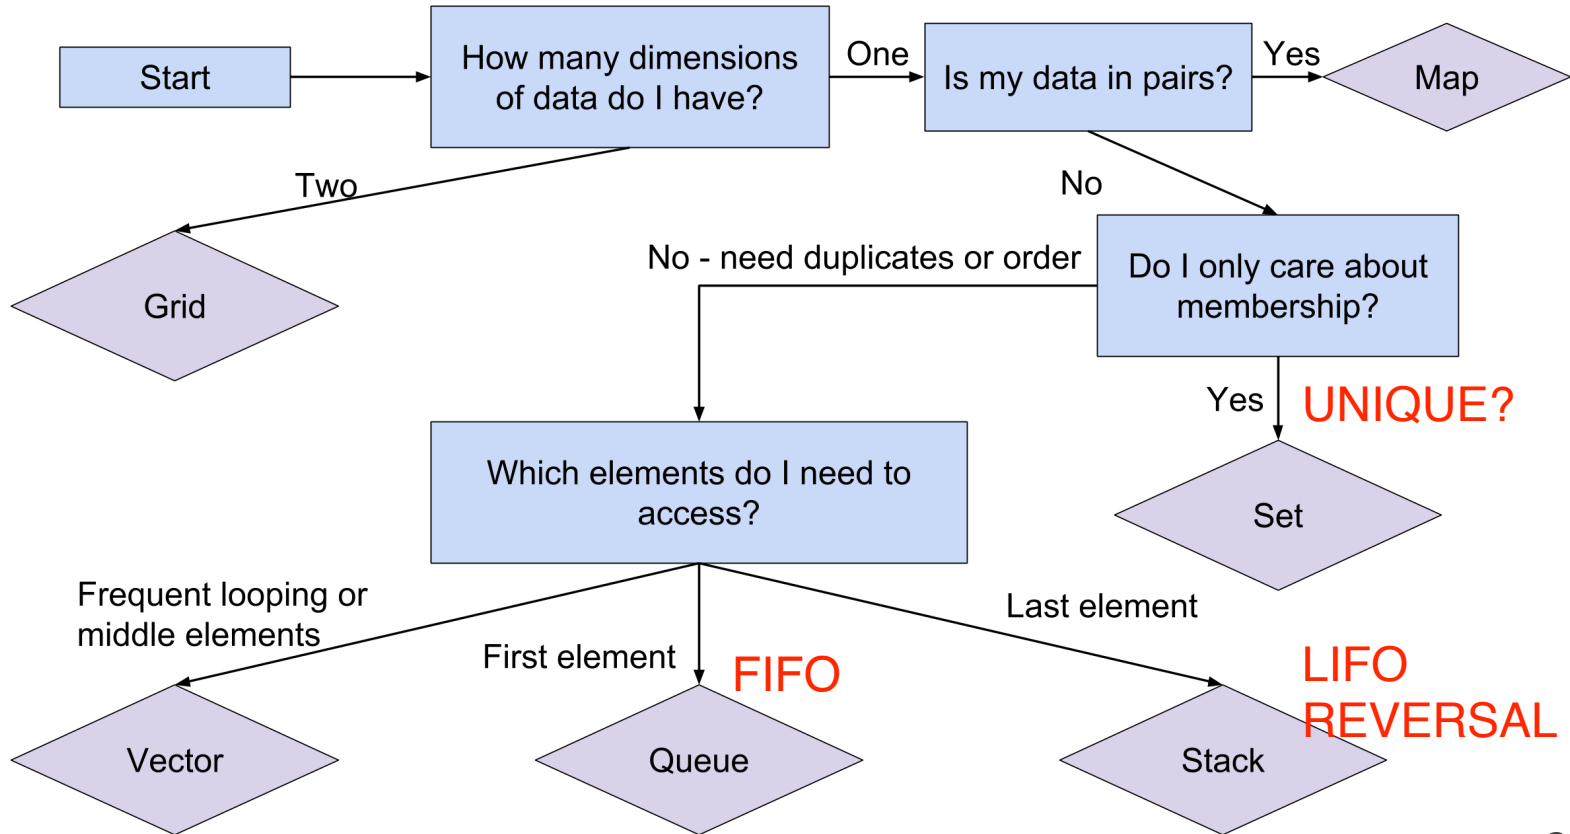 Start
How many dimensions
of data do I have?
One
Is my data in pairs?
Yes
Map
Two
No
Grid
No - need duplicates or order
Do I only care about
membership?
Yes
UNIQUE?
Set
Which elements do I need to
access?
Frequent looping or
middle elements
First element
FIFO
Last element
LIFO
REVERSAL
Vector
Queue
Stack